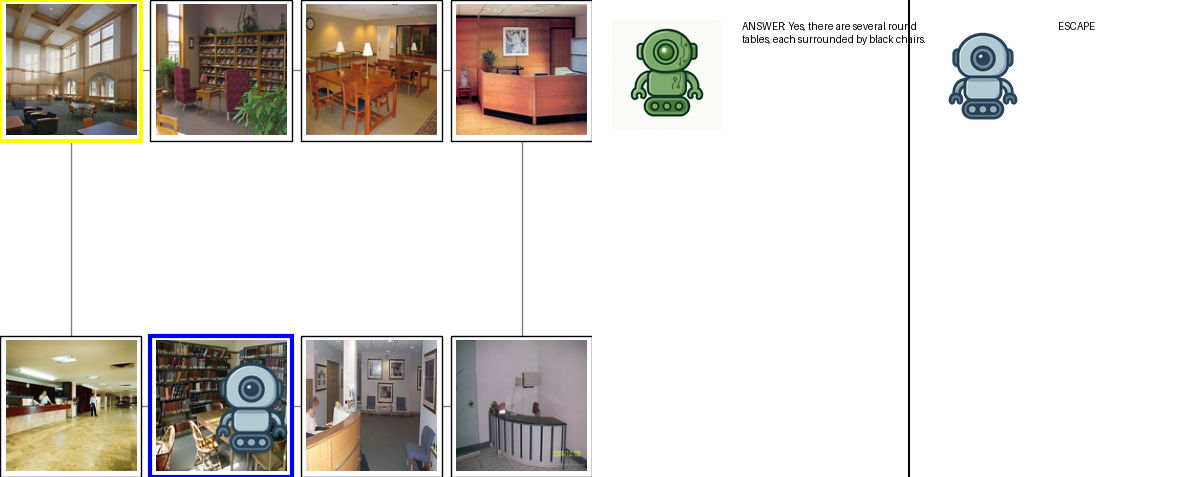 ANSWER: Yes, there are several round
tables, each surrounded by black chairs.
ESCAPE